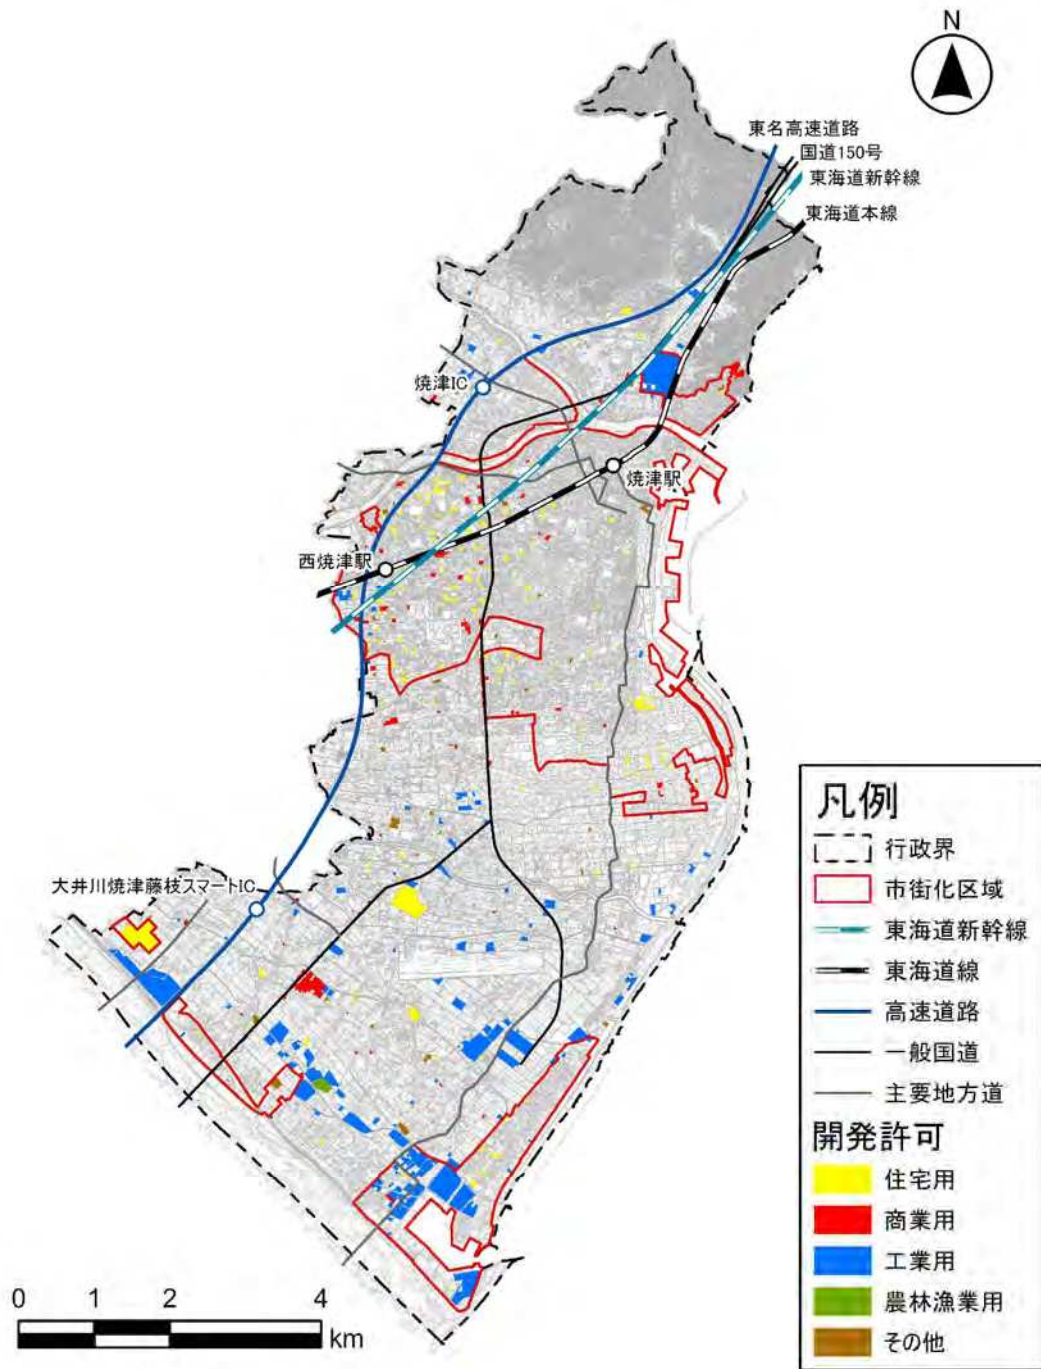 N
東名高速道路
国道150号
東海道新幹線
東海道本線
焼津IC
焼津駅
西焼津駅
大井川焼津藤枝スマートIC
凡例
行政界
市街化区域
東海道新幹線
東海道線
高速道路
一般国道
主要地方道
開発許可
住宅用
商業用
工業用
農林漁業用
その他
0 1 2 4
km